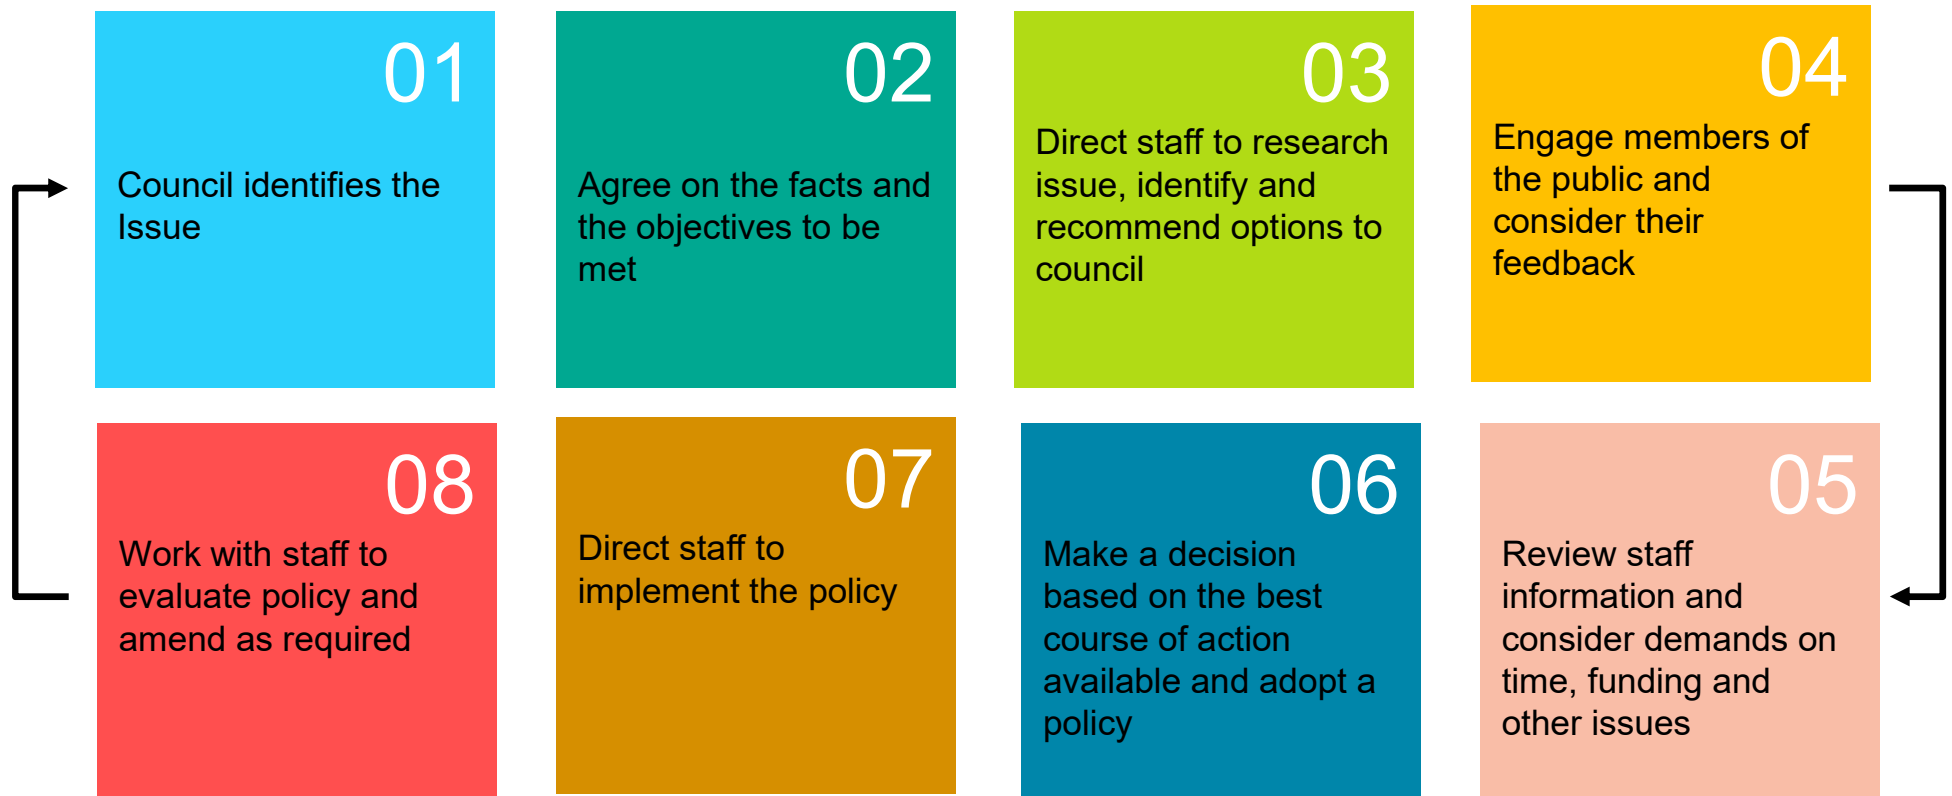 01
Council identifies the
Issue
02
Agree on the facts and
the objectives to be
met
03
Direct staff to research
issue, identify and
recommend options to
council
04
Engage members of
the public and
consider their
feedback
05
Review staff
information and
consider demands on
time, funding and
other issues
06
Make a decision
based on the best
course of action
available and adopt a
policy
07
Direct staff to
implement the policy
08
Work with staff to
evaluate policy and
amend as required